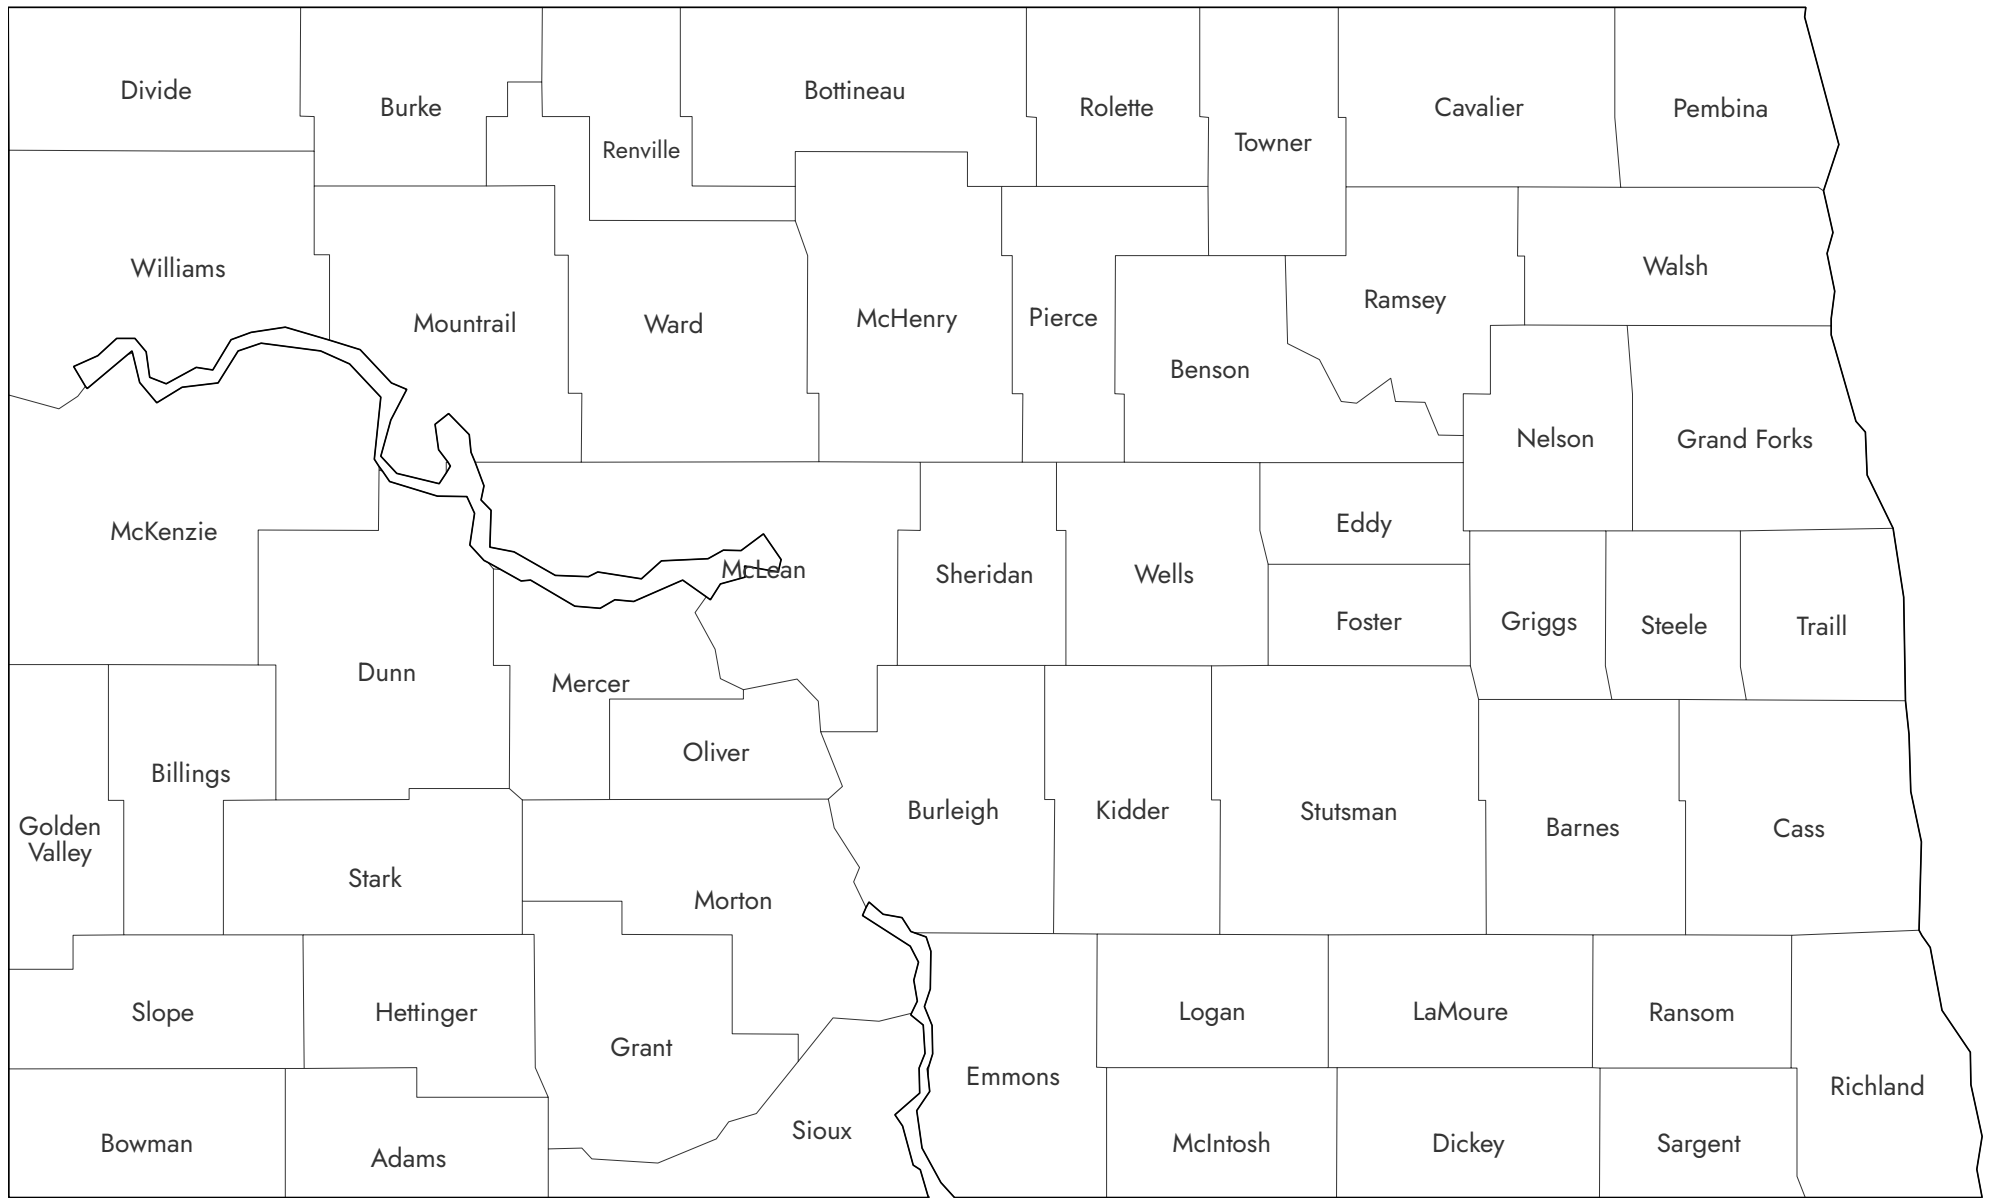 Divide
Burke
Renville
Bottineau
Rolette
Towner
Cavalier
Pembina
Williams
Mountrail
Ward
McHenry
Pierce
Benson
Ramsey
Walsh
Nelson
Grand Forks
McKenzie
Dunn
Mercer
McLean
Sheridan
Wells
Eddy
Foster
Griggs
Steele
Traill
Golden
Valley
Billings
Stark
Oliver
Morton
Burleigh
Kidder
Stutsman
Barnes
Cass
Slope
Hettinger
Grant
Sioux
Emmons
Logan
LaMoure
Ransom
Richland
Bowman
Adams
McIntosh
Dickey
Sargent